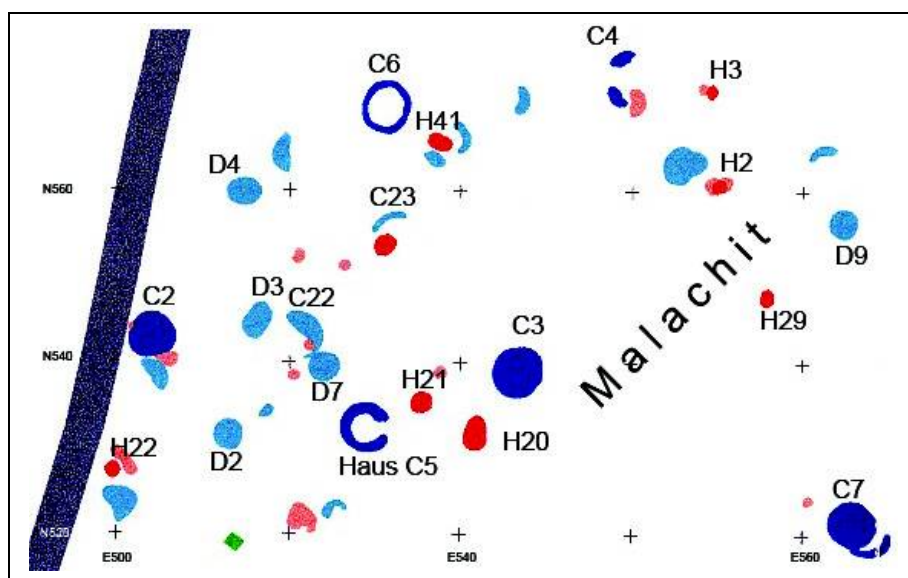 C4
C6
H3
H41
H2
D4
N560
C23
D9
D3
C22
C2
Malachit
H29
C3
N540
D7
H21
H20
H22
D2
Haus C5
C7
N520
E500
E540
E560